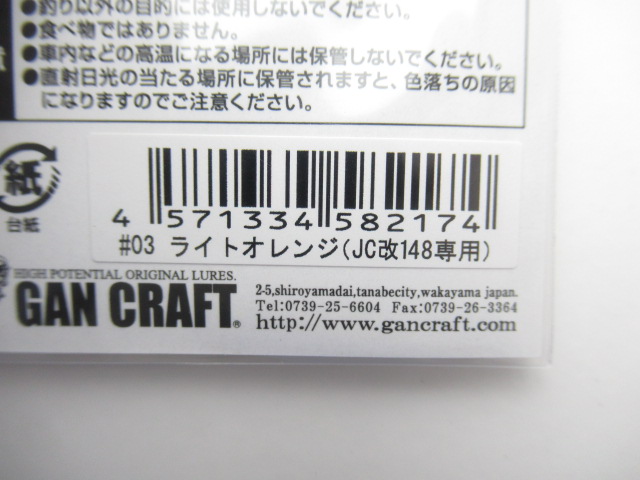 ●釣り以外の目的には使用しないでください。
●食べ物ではありません。
●車内などの高温になる場所には保管しないでください。
●直射日光の当たる場所に保管されますと、色落ちの原因
になりますのでご注意ください。
紙
台紙
4 571334 582174
#03 ライトオレンジ(JC改148専用)
HIGH POTENTIAL ORIGINAL LURES.
GAN CRAFT®
2-5,shiroyamadai,tanabecity,wakayama japan.
Tel:0739-25-6604 Fax:0739-26-3364
http://www.gancraft.com